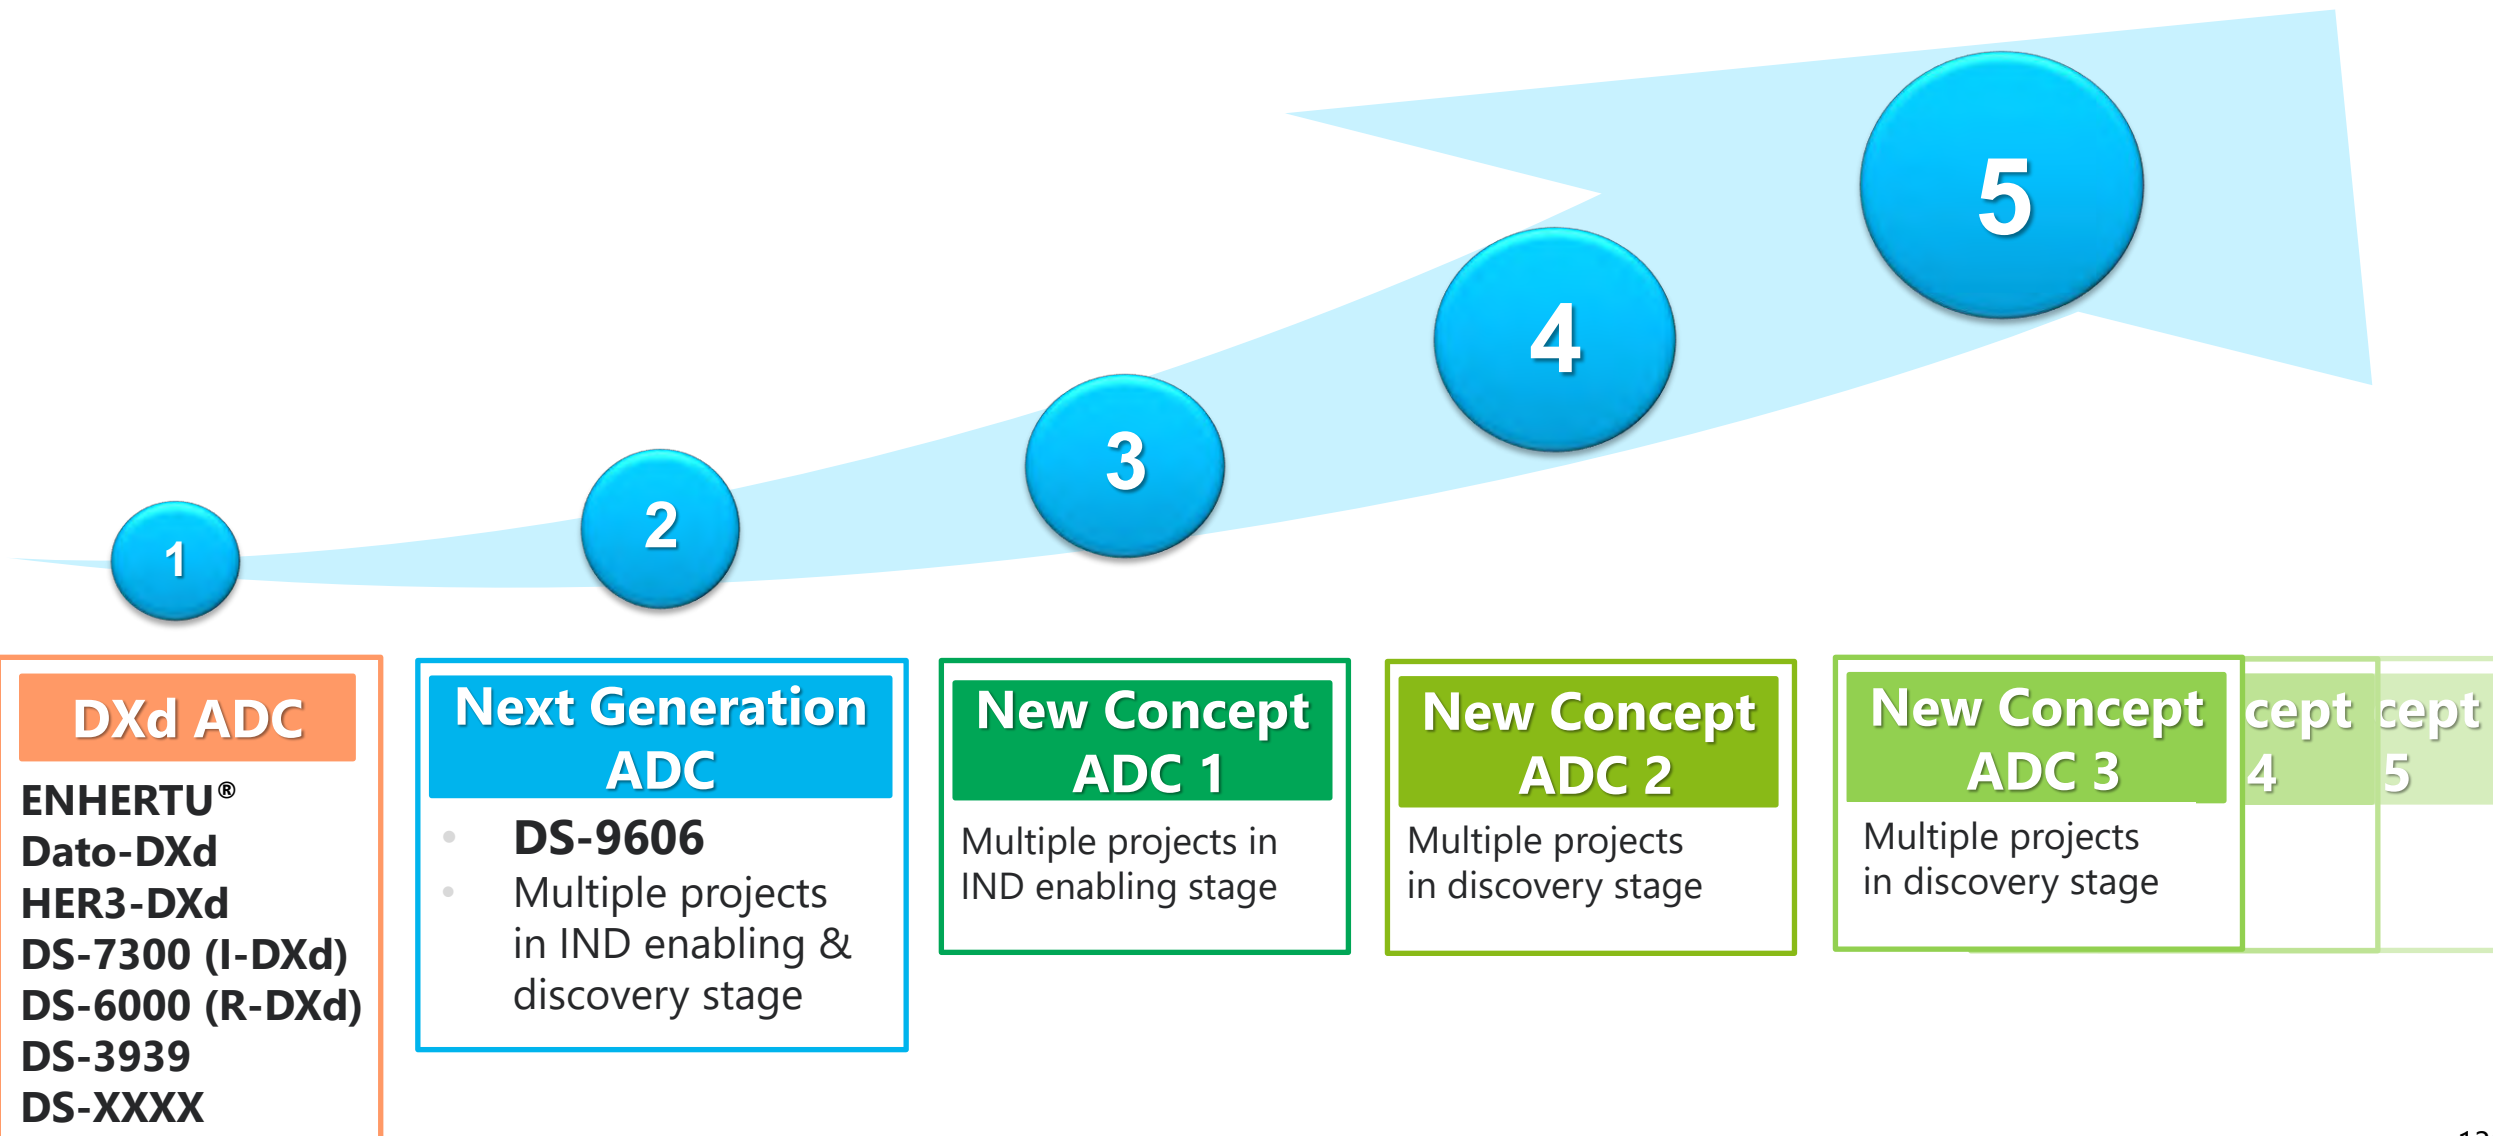 1
2
3
4
5
DXd ADC
ENHERTU®
Dato-DXd
HER3-DXd
DS-7300 (I-DXd)
DS-6000 (R-DXd)
DS-3939
DS-XXXX
Next Generation
ADC
DS-9606
Multiple projects
in IND enabling &
discovery stage
New Concept
ADC 1
Multiple projects in
IND enabling stage
New Concept
ADC 2
Multiple projects
in discovery stage
New Concept
ADC 3
Multiple projects
in discovery stage
cept
4
cept
5